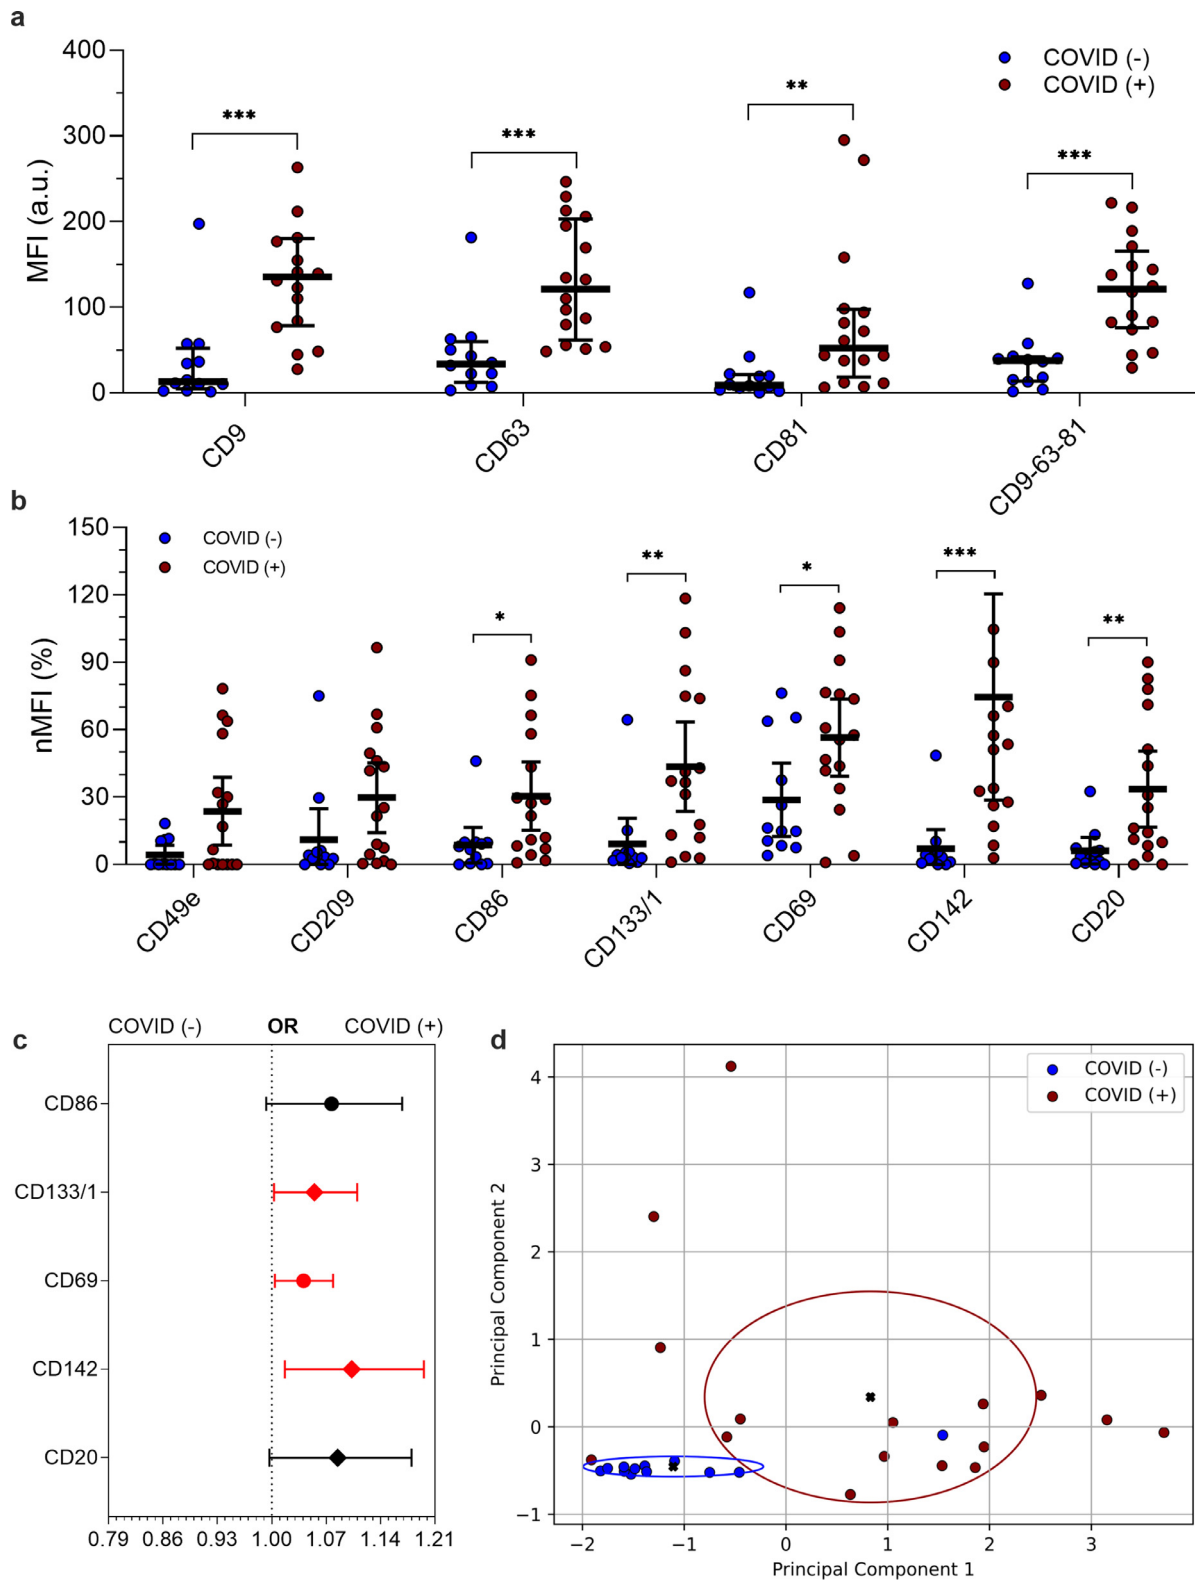 a
400
300
200
100
0
MFI (a.u.)
COVID (-)
COVID (+)
***
***
**
***
CD9
CD63
CD81
CD9-63-81
b
150
120
90
60
30
0
nMFI (%)
COVID (-)
COVID (+)
*
**
*
***
**
CD49e
CD209
CD86
CD133/1
CD69
CD142
CD20
c
COVID (-) OR COVID (+)
CD86
CD133/1
CD69
CD142
CD20
0.79 0.86 0.93 1.00 1.07 1.14 1.21
d
COVID (-)
COVID (+)
4
3
2
1
0
−1
Principal Component 2
−2 −1 0 1 2 3
Principal Component 1